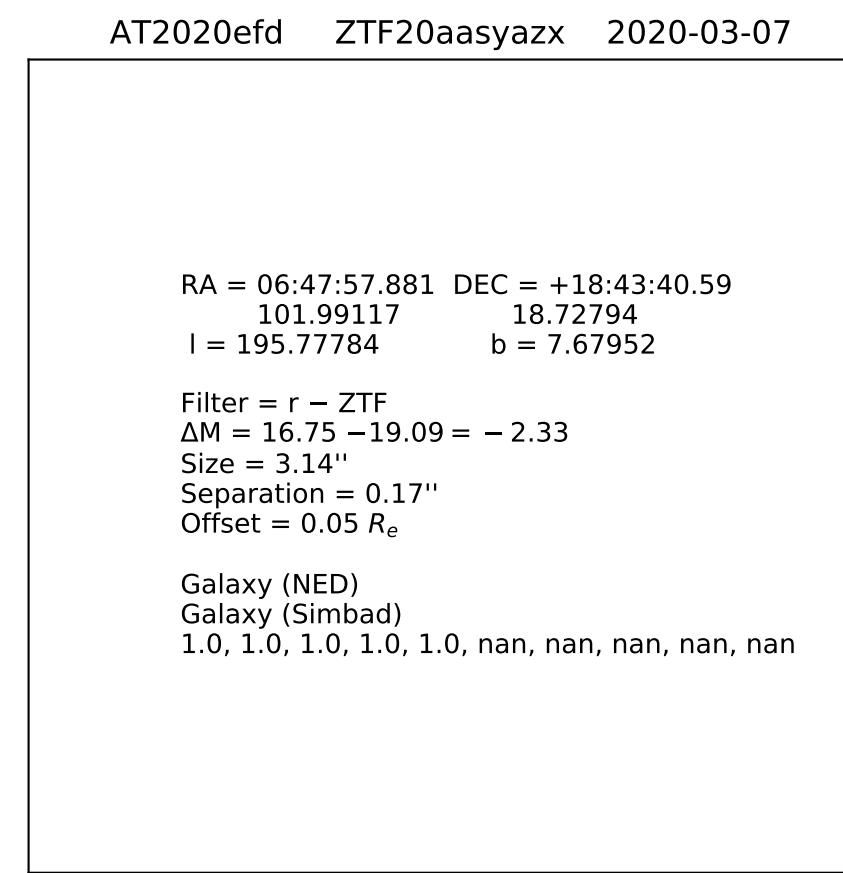 AT2020efd ZTF20aasyazx 2020-03-07
RA = 06:47:57.881 DEC = +18:43:40.59
101.99117 18.72794
l = 195.77784 b = 7.67952
Filter = r − ZTF
ΔM = 16.75 −19.09 = − 2.33
Size = 3.14''
Separation = 0.17''
Offset = 0.05 Rₑ
Galaxy (NED)
Galaxy (Simbad)
1.0, 1.0, 1.0, 1.0, 1.0, nan, nan, nan, nan, nan